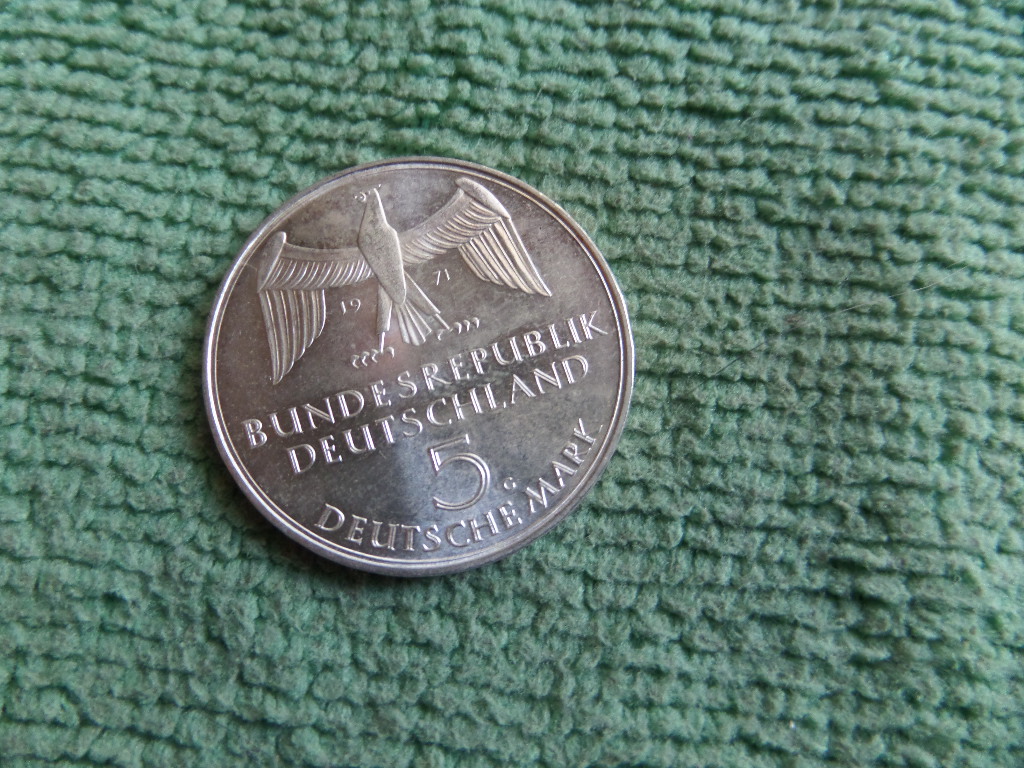 19 71
BUNDESREPUBLIK
DEUTSCHLAND
5
G
DEUTSCHE MARK